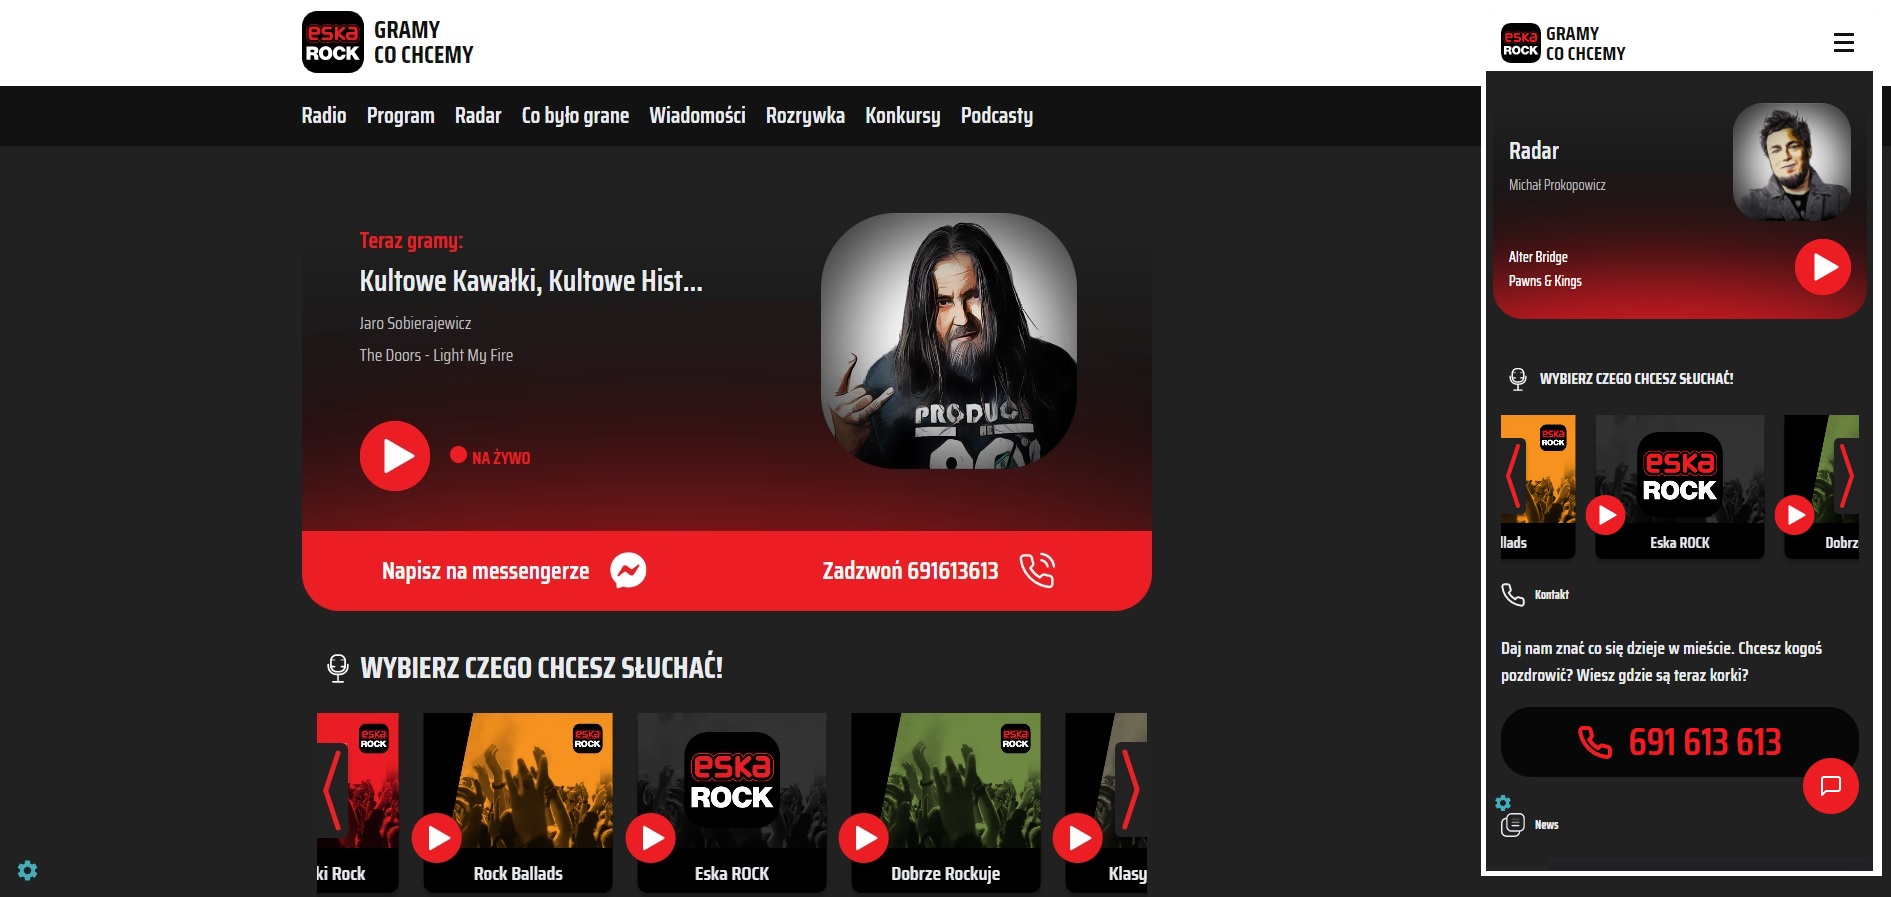 eska
ROCK
GRAMY
CO CHCEMY
Radio Program Radar Co było grane Wiadomości Rozrywka Konkursy Podcasty
Teraz gramy:
Kultowe Kawałki, Kultowe Hist...
Jaro Sobierajewicz
The Doors - Light My Fire
NA ŻYWO
PRODUC
Napisz na messengerze
Zadzwoń 691613613
WYBIERZ CZEGO CHCESZ SŁUCHAĆ!
eska
ROCK
ki Rock
eska
ROCK
Rock Ballads
eska
ROCK
Eska ROCK
eska
ROCK
Dobrze Rockuje
Klasy
eska
ROCK
GRAMY
CO CHCEMY
Radar
Michał Prokopowicz
Alter Bridge
Pawns & Kings
WYBIERZ CZEGO CHCESZ SŁUCHAĆ!
eska
ROCK
llads
eska
ROCK
Eska ROCK
Dobrz
Kontakt
Daj nam znać co się dzieje w mieście. Chcesz kogoś
pozdrowić? Wiesz gdzie są teraz korki?
691 613 613
News